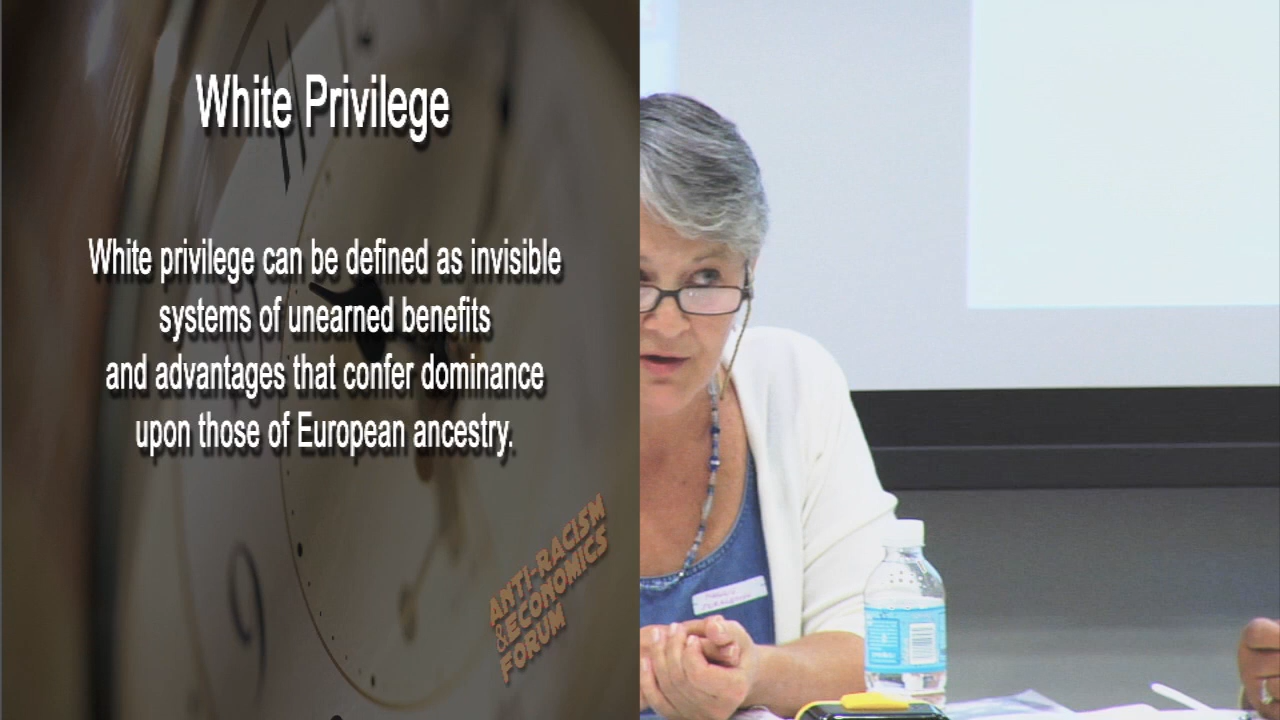 White Privilege
White privilege can be defined as invisible
systems of unearned benefits
and advantages that confer dominance
upon those of European ancestry.
ANTI-RACISM
&ECONOMICS
FORUM
9